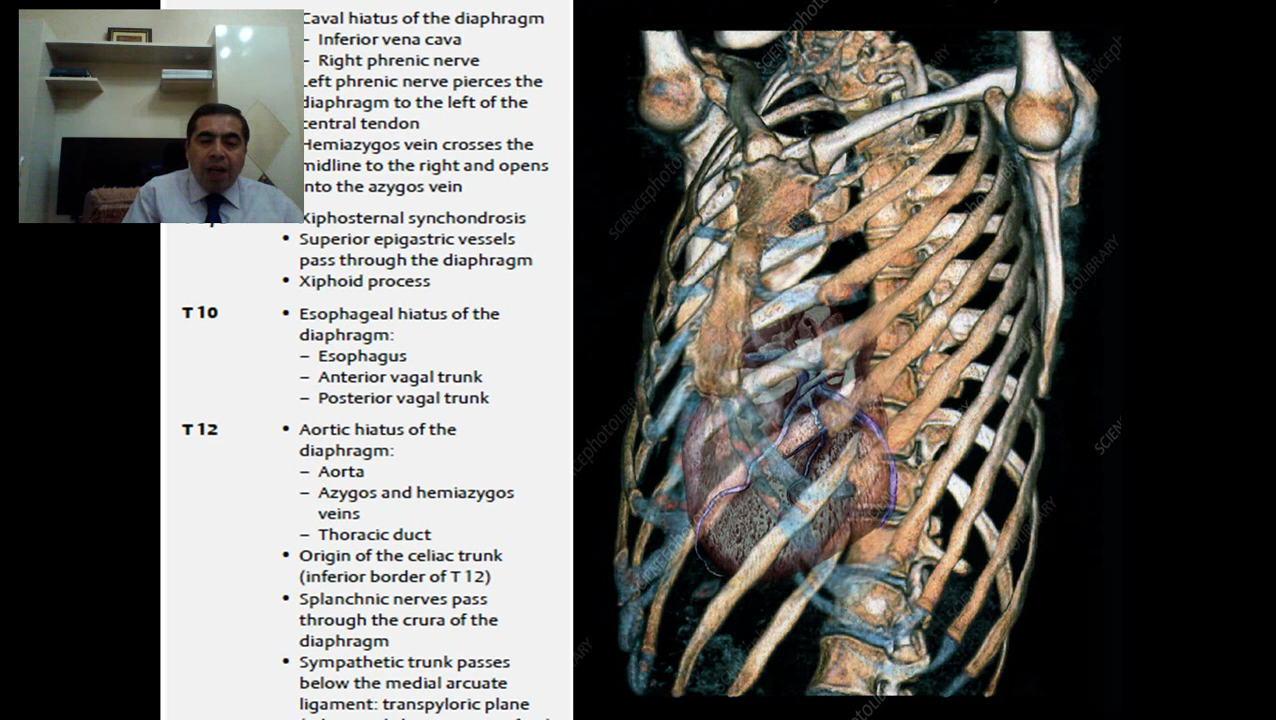 Caval hiatus of the diaphragm
– Inferior vena cava
– Right phrenic nerve
Left phrenic nerve pierces the
diaphragm to the left of the
central tendon
Hemiazygos vein crosses the
midline to the right and opens
into the azygos vein
Xiphosternal synchondrosis
• Superior epigastric vessels
pass through the diaphragm
• Xiphoid process
T 10
• Esophageal hiatus of the
diaphragm:
– Esophagus
– Anterior vagal trunk
– Posterior vagal trunk
T 12
• Aortic hiatus of the
diaphragm:
– Aorta
– Azygos and hemiazygos
veins
– Thoracic duct
• Origin of the celiac trunk
(inferior border of T 12)
• Splanchnic nerves pass
through the crura of the
diaphragm
• Sympathetic trunk passes
below the medial arcuate
ligament: transpyloric plane